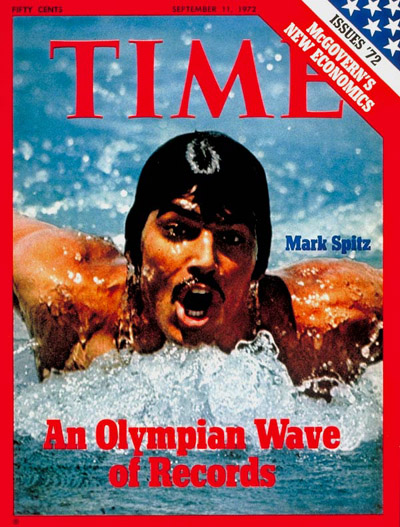 FIFTY CENTS
SEPTEMBER 11, 1972
TIME
ISSUES '72
McGOVERN'S
NEW ECONOMICS
Mark Spitz
An Olympian Wave
of Records